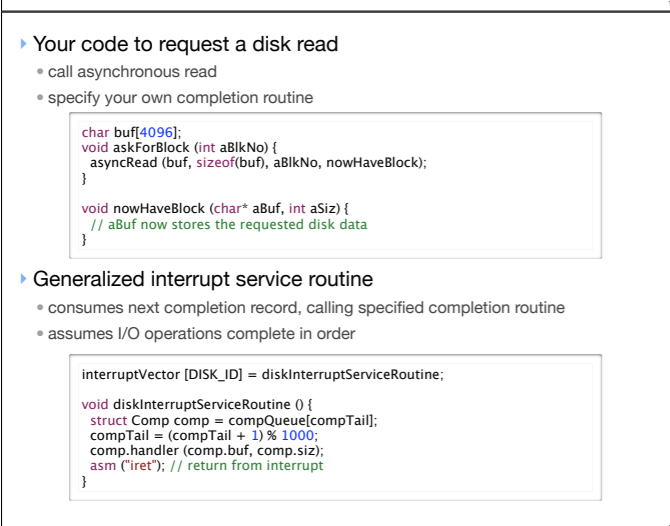 Your code to request a disk read
• call asynchronous read
• specify your own completion routine
char buf[4096];
void askForBlock (int aBlkNo) {
asyncRead (buf, sizeof(buf), aBlkNo, nowHaveBlock);
}
void nowHaveBlock (char* aBuf, int aSiz) {
// aBuf now stores the requested disk data
}
Generalized interrupt service routine
• consumes next completion record, calling specified completion routine
• assumes I/O operations complete in order
interruptVector [DISK_ID] = diskInterruptServiceRoutine;
void diskInterruptServiceRoutine () {
struct Comp comp = compQueue[compTail];
compTail = (compTail + 1) % 1000;
comp.handler (comp.buf, comp.siz);
asm ("iret"); // return from interrupt
}